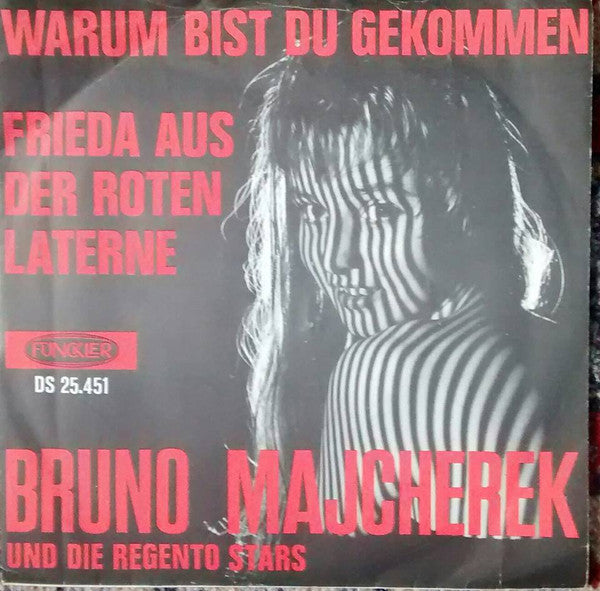 WARUM BIST DU GEKOMMEN
FRIEDA AUS
DER ROTEN
LATERNE
FUNCKLER
DS 25.451
BRUNO MAJCHEREK
UND DIE REGENTO STARS